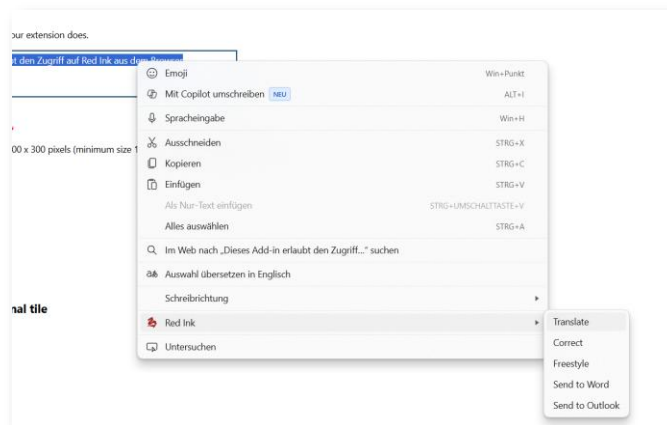 our extension does.
t den Zugriff auf Red Ink aus dem Browser
00 x 300 pixels (minimum size 1
nal tile
Emoji Win+Punkt
Mit Copilot umschreiben NEU ALT+I
Spracheingabe Win+H
Ausschneiden STRG+X
Kopieren STRG+C
Einfügen STRG+V
Als Nur-Text einfügen STRG+UMSCHALTTASTE+V
Alles auswählen STRG+A
Im Web nach „Dieses Add-in erlaubt den Zugriff...“ suchen
Auswahl übersetzen in Englisch
Schreibrichtung
Red Ink
Untersuchen
Translate
Correct
Freestyle
Send to Word
Send to Outlook